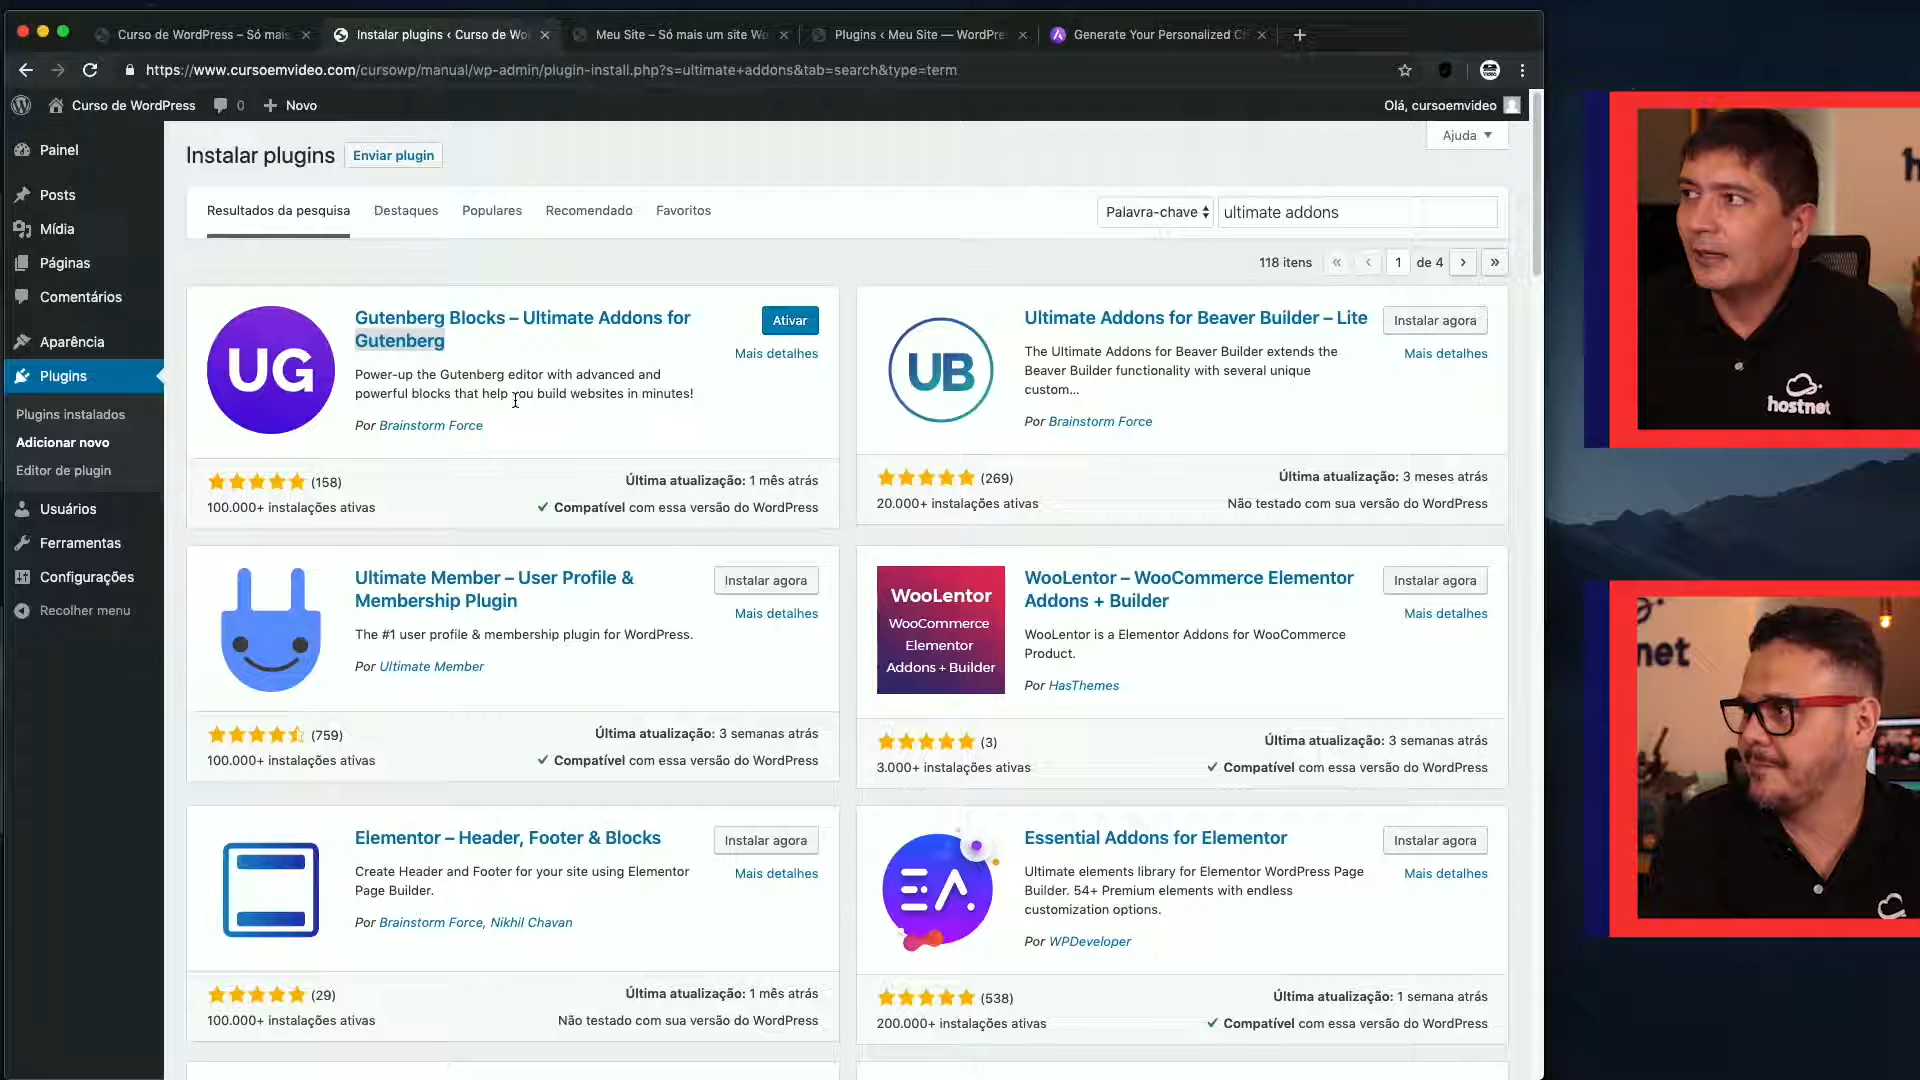 Curso de WordPress – Só mais
Instalar plugins ‹ Curso de Wo
Meu Site – Só mais um site Wo
Plugins ‹ Meu Site — WordPre
Generate Your Personalized C
https://www.cursoemvideo.com/cursowp/manual/wp-admin/plugin-install.php?s=ultimate+addons&tab=search&type=term
Curso de WordPress
0
+ Novo
Olá, cursoemvideo
Painel
Posts
Mídia
Páginas
Comentários
Aparência
Plugins
Plugins instalados
Adicionar novo
Editor de plugin
Usuários
Ferramentas
Configurações
Recolher menu
Ajuda
Instalar plugins
Enviar plugin
Resultados da pesquisa
Destaques
Populares
Recomendado
Favoritos
Palavra-chave
ultimate addons
118 itens « ‹ 1 de 4 › »
UG
Gutenberg Blocks – Ultimate Addons for
Gutenberg
Ativar
Mais detalhes
Power-up the Gutenberg editor with advanced and
powerful blocks that help you build websites in minutes!
Por Brainstorm Force
(158)
Última atualização: 1 mês atrás
100.000+ instalações ativas
✓ Compatível com essa versão do WordPress
UB
Ultimate Addons for Beaver Builder – Lite
Instalar agora
Mais detalhes
The Ultimate Addons for Beaver Builder extends the
Beaver Builder functionality with several unique
custom...
Por Brainstorm Force
(269)
Última atualização: 3 meses atrás
20.000+ instalações ativas
Não testado com sua versão do WordPress
Ultimate Member – User Profile &
Membership Plugin
Instalar agora
Mais detalhes
The #1 user profile & membership plugin for WordPress.
Por Ultimate Member
(759)
Última atualização: 3 semanas atrás
100.000+ instalações ativas
✓ Compatível com essa versão do WordPress
WooLentor
WooCommerce
Elementor
Addons + Builder
WooLentor – WooCommerce Elementor
Addons + Builder
Instalar agora
Mais detalhes
WooLentor is a Elementor Addons for WooCommerce
Product.
Por HasThemes
(3)
Última atualização: 3 semanas atrás
3.000+ instalações ativas
✓ Compatível com essa versão do WordPress
Elementor – Header, Footer & Blocks
Instalar agora
Mais detalhes
Create Header and Footer for your site using Elementor
Page Builder.
Por Brainstorm Force, Nikhil Chavan
(29)
Última atualização: 1 mês atrás
100.000+ instalações ativas
Não testado com sua versão do WordPress
Essential Addons for Elementor
Instalar agora
Mais detalhes
Ultimate elements library for Elementor WordPress Page
Builder. 54+ Premium elements with endless
customization options.
Por WPDeveloper
(538)
Última atualização: 1 semana atrás
200.000+ instalações ativas
✓ Compatível com essa versão do WordPress
hostnet
net